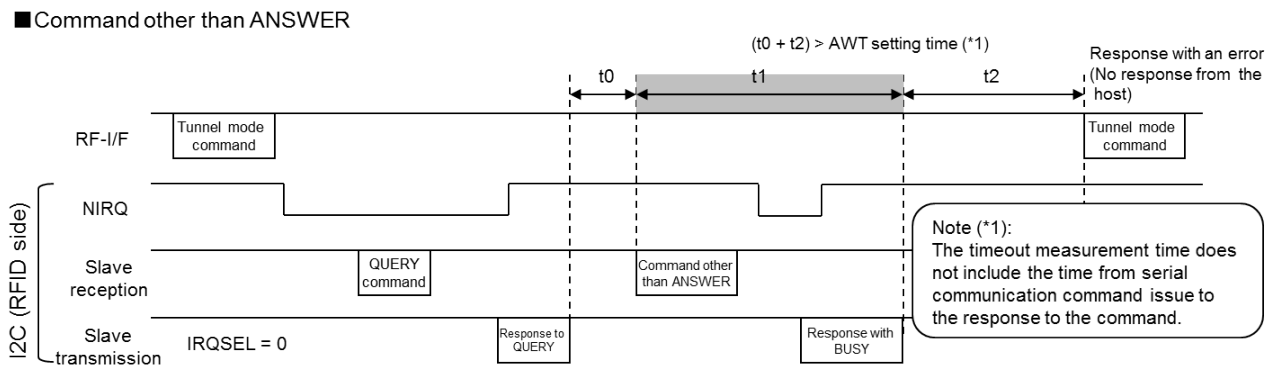 ■Command other than ANSWER
(t0 + t2) > AWT setting time (*1)
t0
t1
t2
Response with an error
(No response from the
host)
RF-I/F
Tunnel mode
command
Tunnel mode
command
I2C (RFID side)
NIRQ
Slave
reception
QUERY
command
Command other
than ANSWER
Slave
transmission
IRQSEL = 0
Response to
QUERY
Response with
BUSY
Note (*1):
The timeout measurement time does
not include the time from serial
communication command issue to
the response to the command.